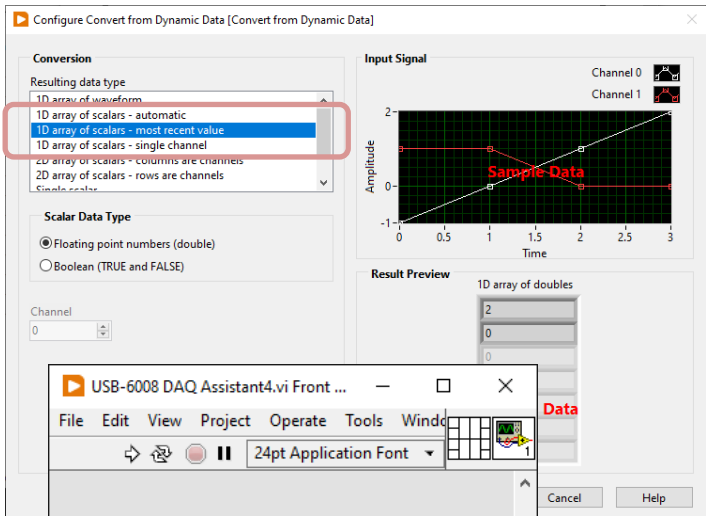 Configure Convert from Dynamic Data [Convert from Dynamic Data]
Conversion
Resulting data type
1D array of waveform
1D array of scalars - automatic
1D array of scalars - most recent value
1D array of scalars - single channel
2D array of scalars - columns are channels
2D array of scalars - rows are channels
Single scalar
Scalar Data Type
Floating point numbers (double)
Boolean (TRUE and FALSE)
Channel
0
Input Signal
Channel 0
Channel 1
Amplitude
2
0
-1
Sample Data
0 0.5 1 1.5 2 2.5 3
Time
Result Preview
1D array of doubles
2
0
0
Data
USB-6008 DAQ Assistant4.vi Front ...
File Edit View Project Operate Tools Windo
24pt Application Font
1
Cancel Help